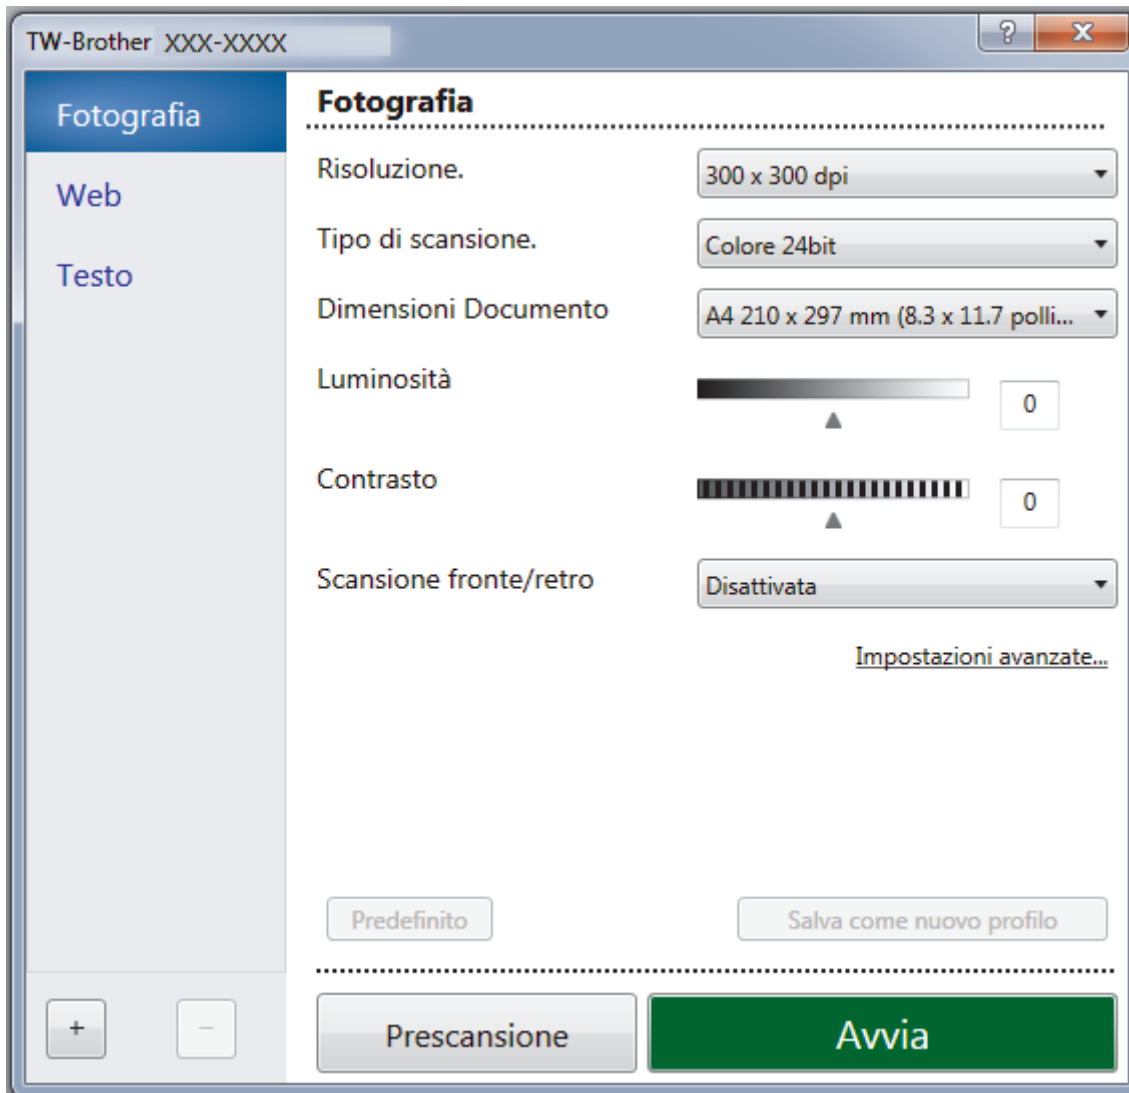 TW-Brother XXX-XXXX
?
X
Fotografia
Web
Testo
Fotografia
Risoluzione.
300 x 300 dpi
Tipo di scansione.
Colore 24bit
Dimensioni Documento
A4 210 x 297 mm (8.3 x 11.7 polli...
Luminosità
0
Contrasto
0
Scansione fronte/retro
Disattivata
Impostazioni avanzate...
Predefinito
Salva come nuovo profilo
+
−
Prescansione
Avvia